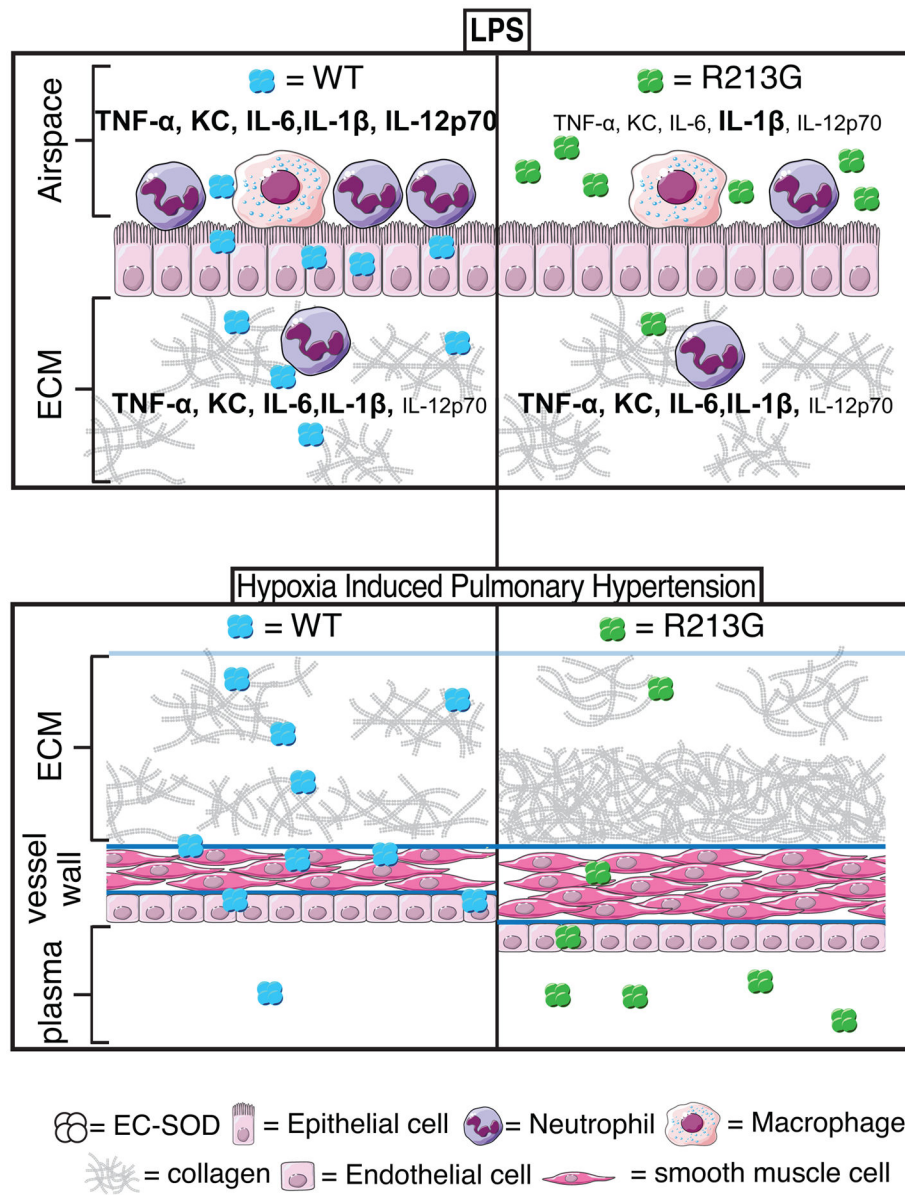 LPS
Airspace
= WT
TNF-α, KC, IL-6,IL-1β, IL-12p70
= R213G
TNF-α, KC, IL-6, IL-1β, IL-12p70
ECM
TNF-α, KC, IL-6,IL-1β, IL-12p70
TNF-α, KC, IL-6,IL-1β, IL-12p70
Hypoxia Induced Pulmonary Hypertension
= WT
= R213G
ECM
vessel
wall
plasma
= EC-SOD = Epithelial cell = Neutrophil = Macrophage
= collagen = Endothelial cell = smooth muscle cell